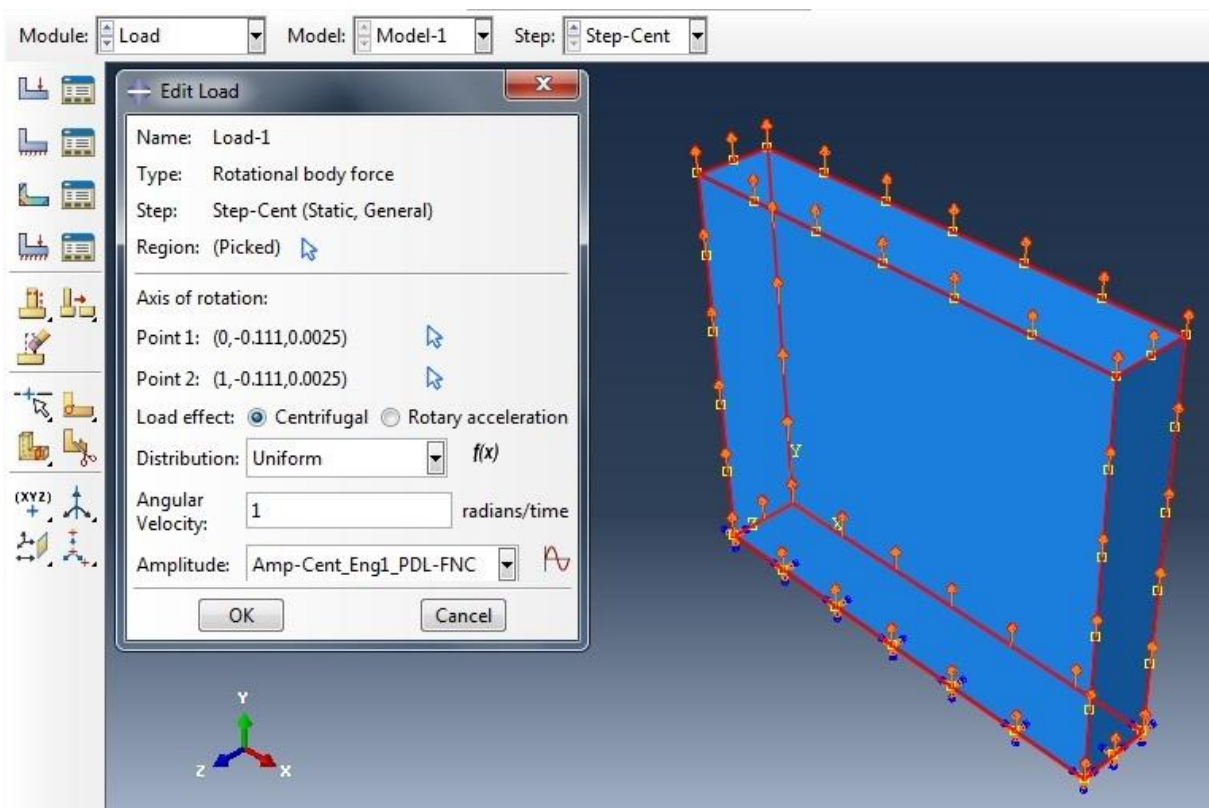 Module: Load Model: Model-1 Step: Step-Cent
Edit Load
Name: Load-1
Type: Rotational body force
Step: Step-Cent (Static, General)
Region: (Picked)
Axis of rotation:
Point 1: (0,-0.111,0.0025)
Point 2: (1,-0.111,0.0025)
Load effect: Centrifugal Rotary acceleration
Distribution: Uniform f(x)
Angular
Velocity: 1 radians/time
Amplitude: Amp-Cent_Eng1_PDL-FNC
OK Cancel
(XYZ)
Y
Z X
Y
Z X